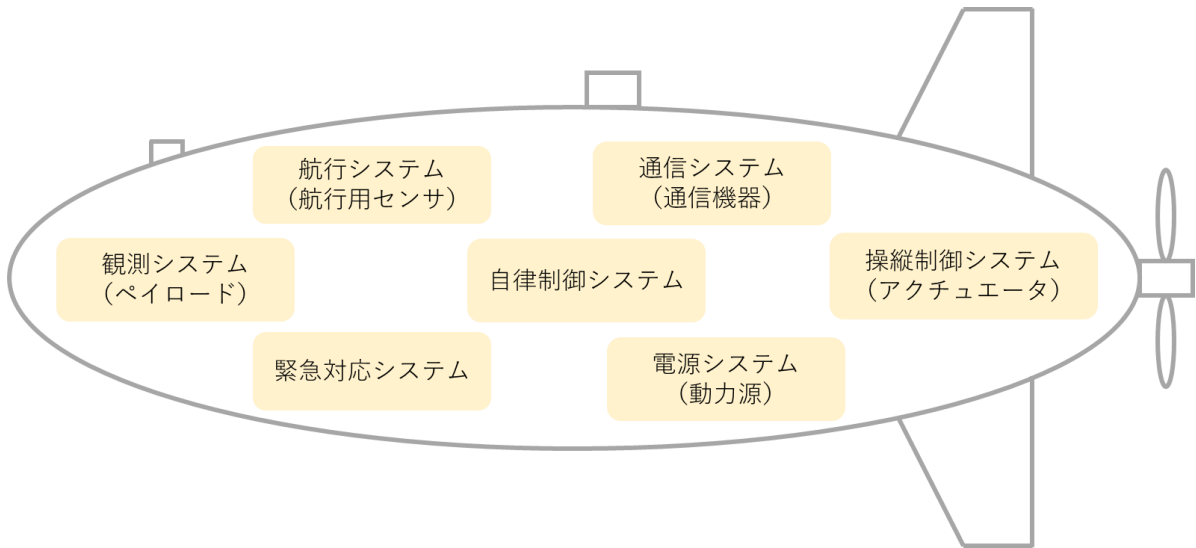 航行システム
（航行用センサ）
通信システム
（通信機器）
観測システム
（ペイロード）
自律制御システム
操縦制御システム
（アクチュエータ）
緊急対応システム
電源システム
（動力源）